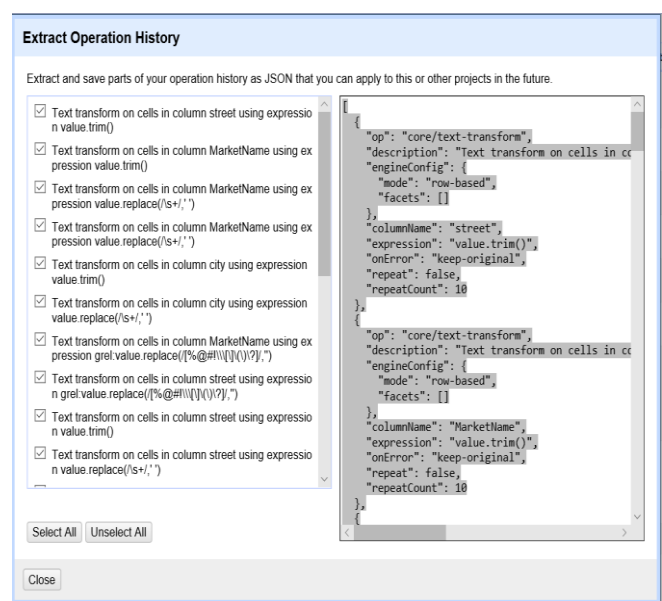 Extract Operation History
Extract and save parts of your operation history as JSON that you can apply to this or other projects in the future.
Text transform on cells in column street using expressio
n value.trim()
Text transform on cells in column MarketName using ex
pression value.trim()
Text transform on cells in column MarketName using ex
pression value.replace(/\s+/,' ')
Text transform on cells in column MarketName using ex
pression value.replace(/\s+/,' ')
Text transform on cells in column city using expression
value.trim()
Text transform on cells in column city using expression
value.replace(/\s+/,' ')
Text transform on cells in column MarketName using ex
pression grel:value.replace(/[%@#!\\\[\]\(\)\?]/,'')
Text transform on cells in column street using expressio
n grel:value.replace(/[%@#!\\\[\]\(\)\?]/,'')
Text transform on cells in column street using expressio
n value.trim()
Text transform on cells in column street using expressio
n value.replace(/\s+/,' ')
Select All
Unselect All
[
{
"op": "core/text-transform",
"description": "Text transform on cells in co
"engineConfig": {
"mode": "row-based",
"facets": []
},
"columnName": "street",
"expression": "value.trim()",
"onError": "keep-original",
"repeat": false,
"repeatCount": 10
},
{
"op": "core/text-transform",
"description": "Text transform on cells in co
"engineConfig": {
"mode": "row-based",
"facets": []
},
"columnName": "MarketName",
"expression": "value.trim()",
"onError": "keep-original",
"repeat": false,
"repeatCount": 10
},
{
Close